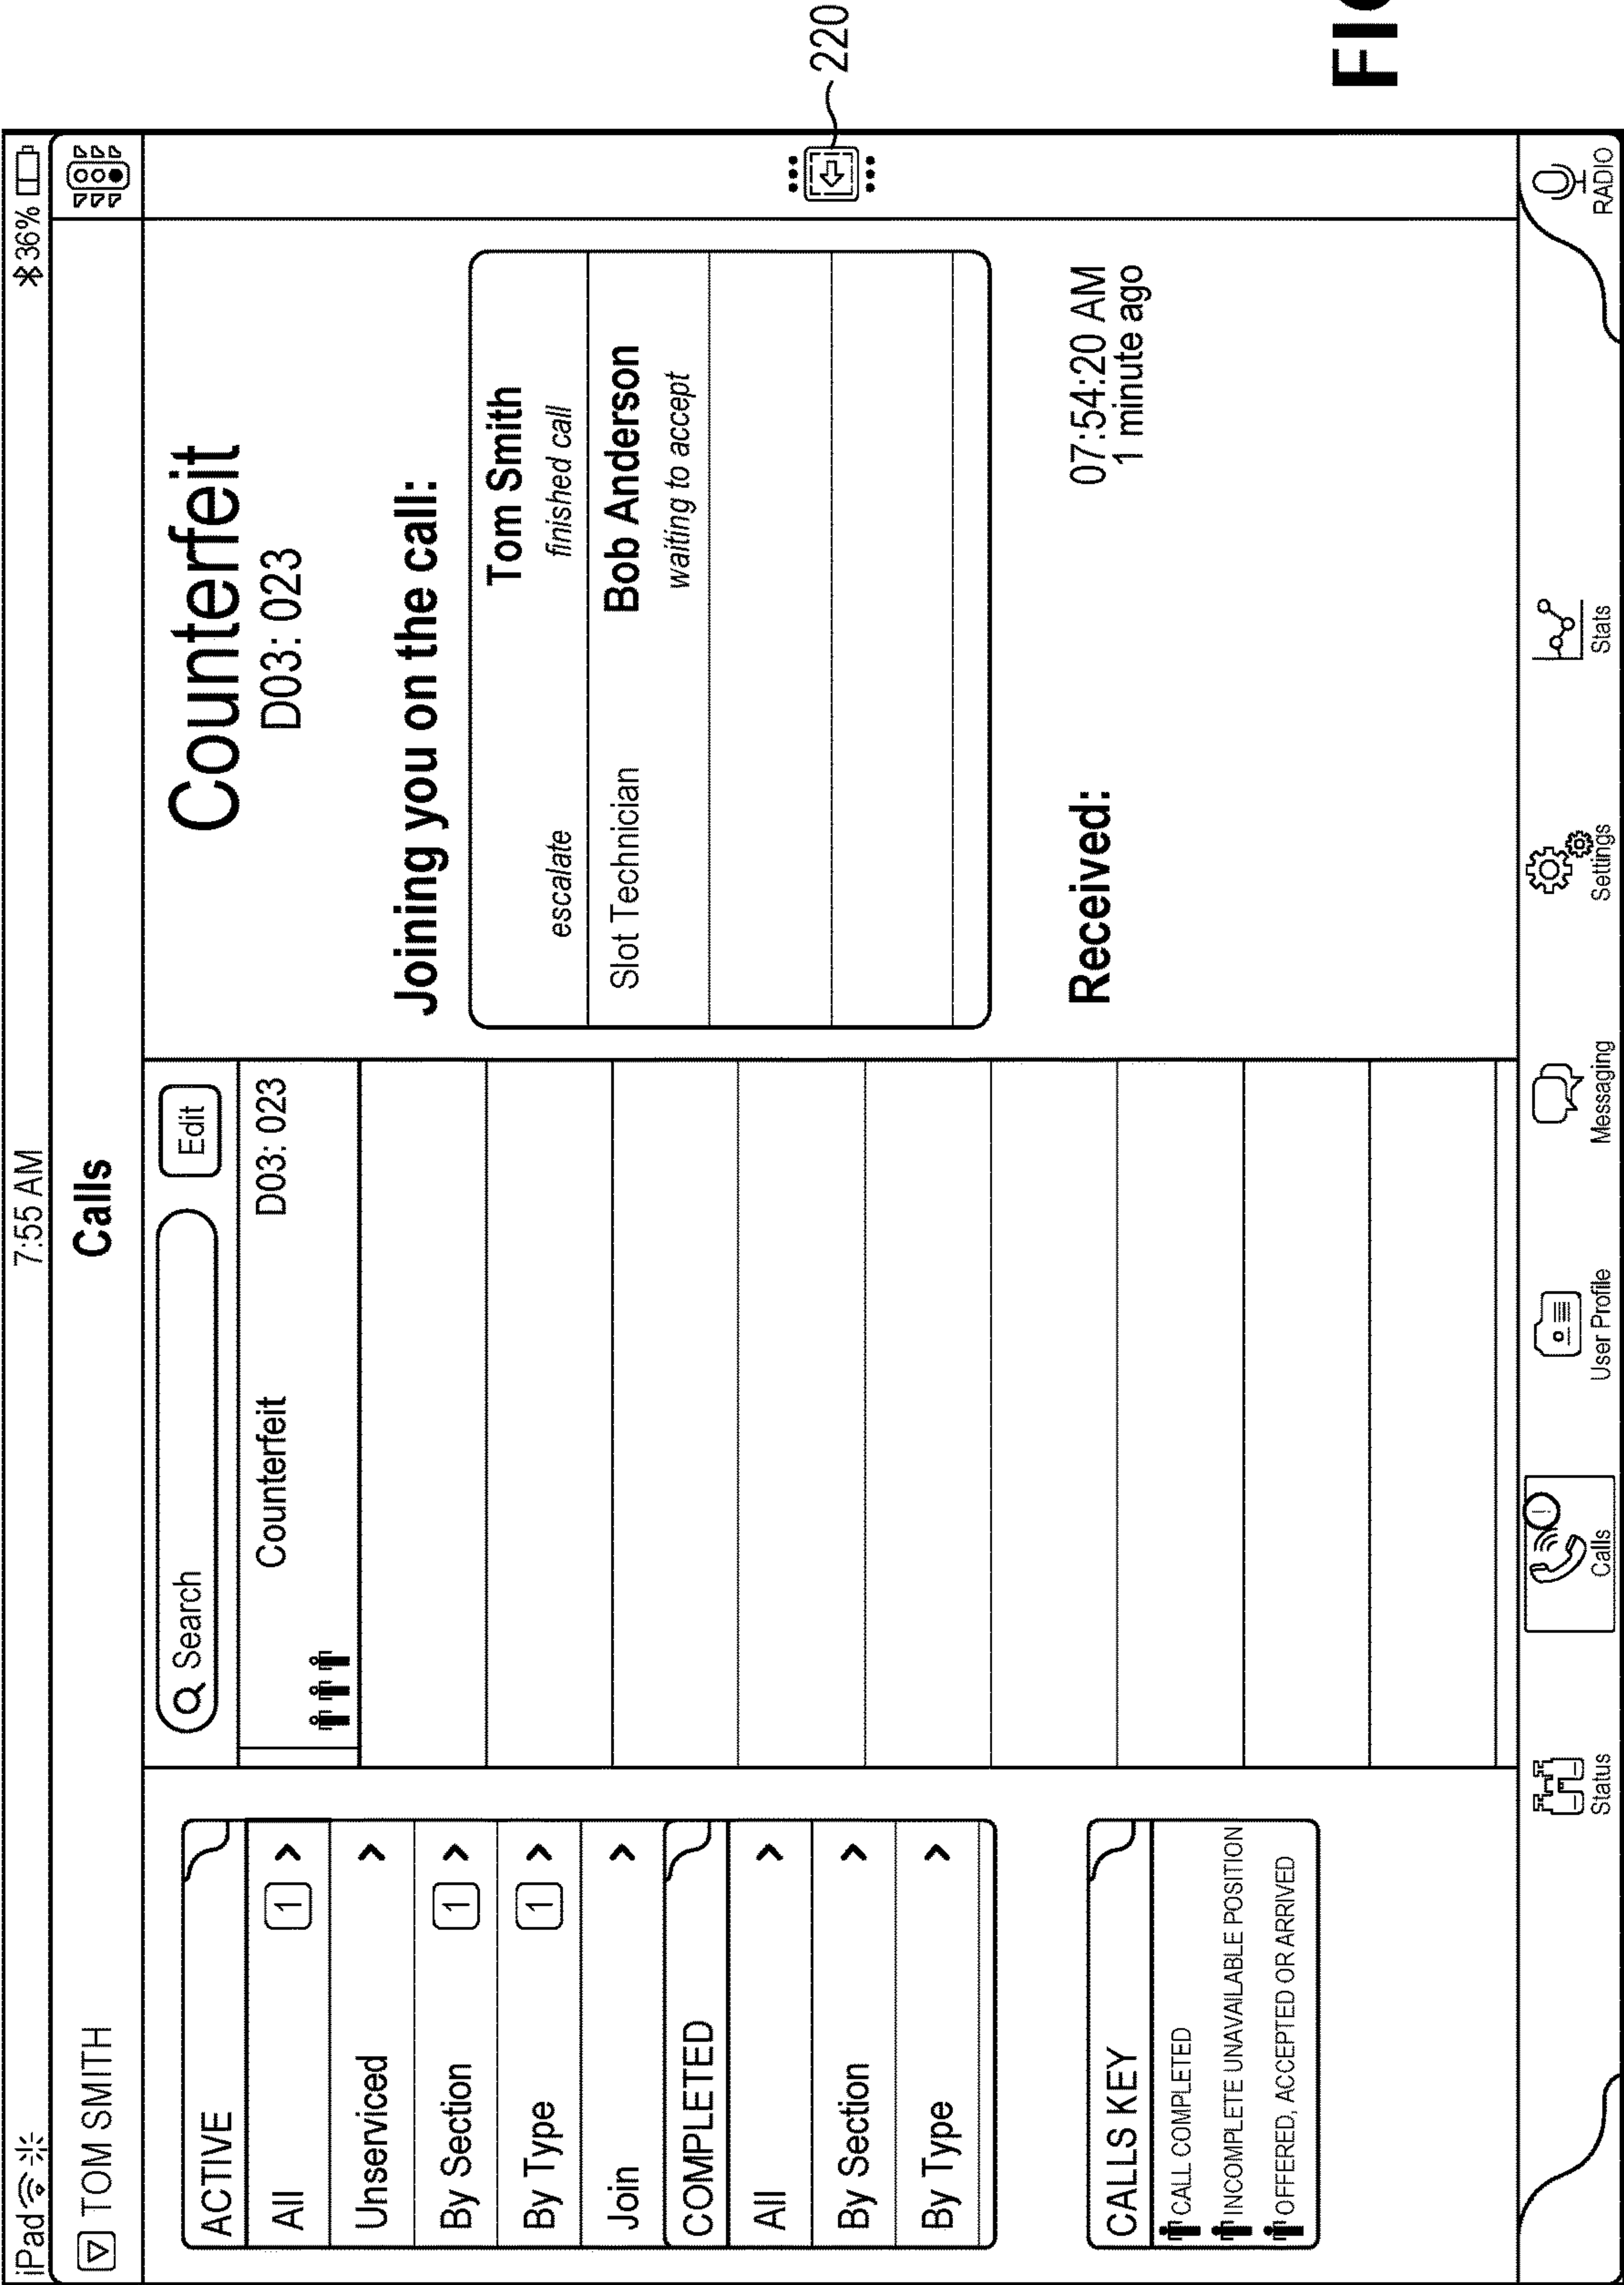 iPad 7:55 AM 36%
TOM SMITH Calls
ACTIVE
All 1 >
Unserviced >
By Section 1 >
By Type 1 >
Join >
COMPLETED
All >
By Section >
By Type >
CALLS KEY
CALL COMPLETED
INCOMPLETE UNAVAILABLE POSITION
OFFERED, ACCEPTED OR ARRIVED
Search Edit
Counterfeit D03: 023
Counterfeit
D03: 023
Joining you on the call:
Tom Smith
escalate finished call
Slot Technician Bob Anderson
waiting to accept
Received: 07:54:20 AM
1 minute ago
220
Status Calls User Profile Messaging Settings Stats RADIO